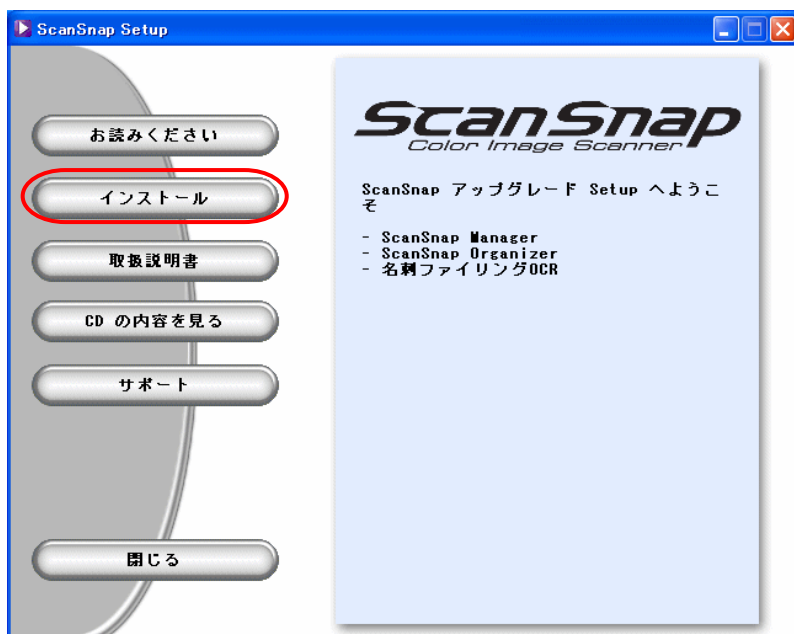 ScanSnap Setup
お読みください
インストール
取扱説明書
CD の内容を見る
サポート
閉じる
ScanSnap
Color Image Scanner
ScanSnap アップグレード Setup へようこ
そ
- ScanSnap Manager
- ScanSnap Organizer
- 名刺ファイリングOCR